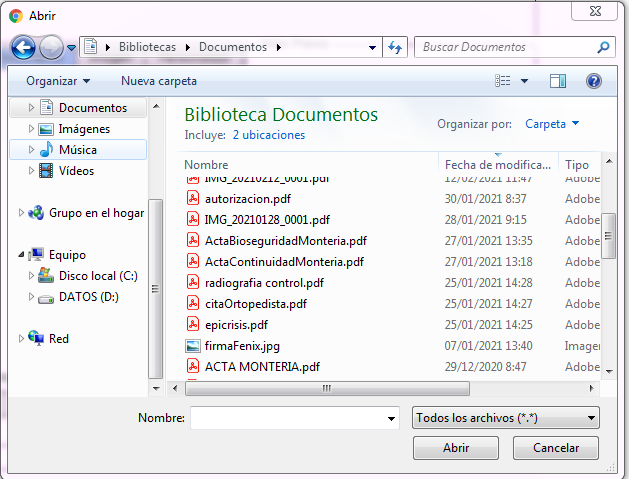 Abrir
Bibliotecas Documentos
Buscar Documentos
Organizar Nueva carpeta
Documentos
Imágenes
Música
Vídeos
Grupo en el hogar
Equipo
Disco local (C:)
DATOS (D:)
Red
Biblioteca Documentos
Incluye: 2 ubicaciones
Organizar por: Carpeta
Nombre Fecha de modifica... Tipo
IMG_20210212_0001.pdf 12/02/2021 11:47 Adobe
autorizacion.pdf 30/01/2021 8:37 Adobe
IMG_20210128_0001.pdf 28/01/2021 9:15 Adobe
ActaBioseguridadMonteria.pdf 27/01/2021 13:35 Adobe
ActaContinuidadMonteria.pdf 27/01/2021 13:18 Adobe
radiografia control.pdf 25/01/2021 14:28 Adobe
citaOrtopedista.pdf 25/01/2021 14:27 Adobe
epicrisis.pdf 25/01/2021 14:25 Adobe
firmaFenix.jpg 07/01/2021 13:40 Imagen
ACTA MONTERIA.pdf 29/12/2020 8:47 Adobe
Nombre:
Todos los archivos (*.*)
Abrir Cancelar